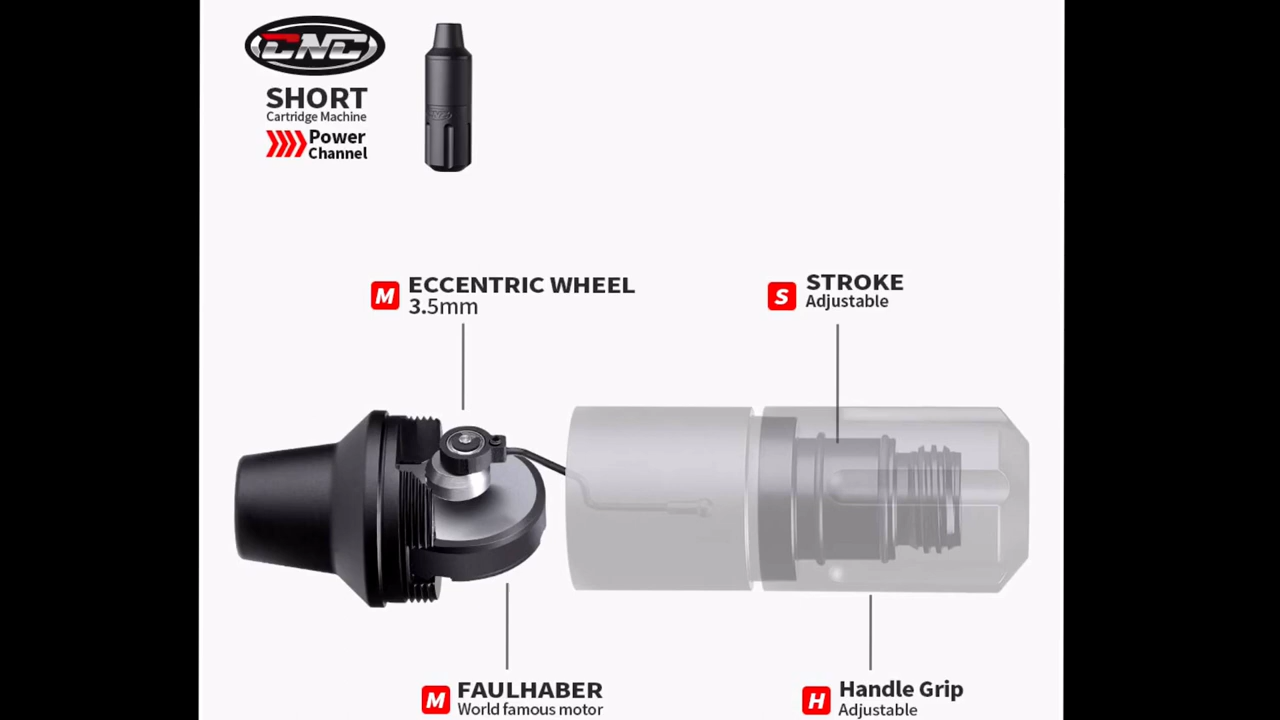 CNC
SHORT
Cartridge Machine
Power
Channel
ECCENTRIC WHEEL
M
3.5mm
STROKE
S
Adjustable
FAULHABER
M
World famous motor
Handle Grip
H
Adjustable